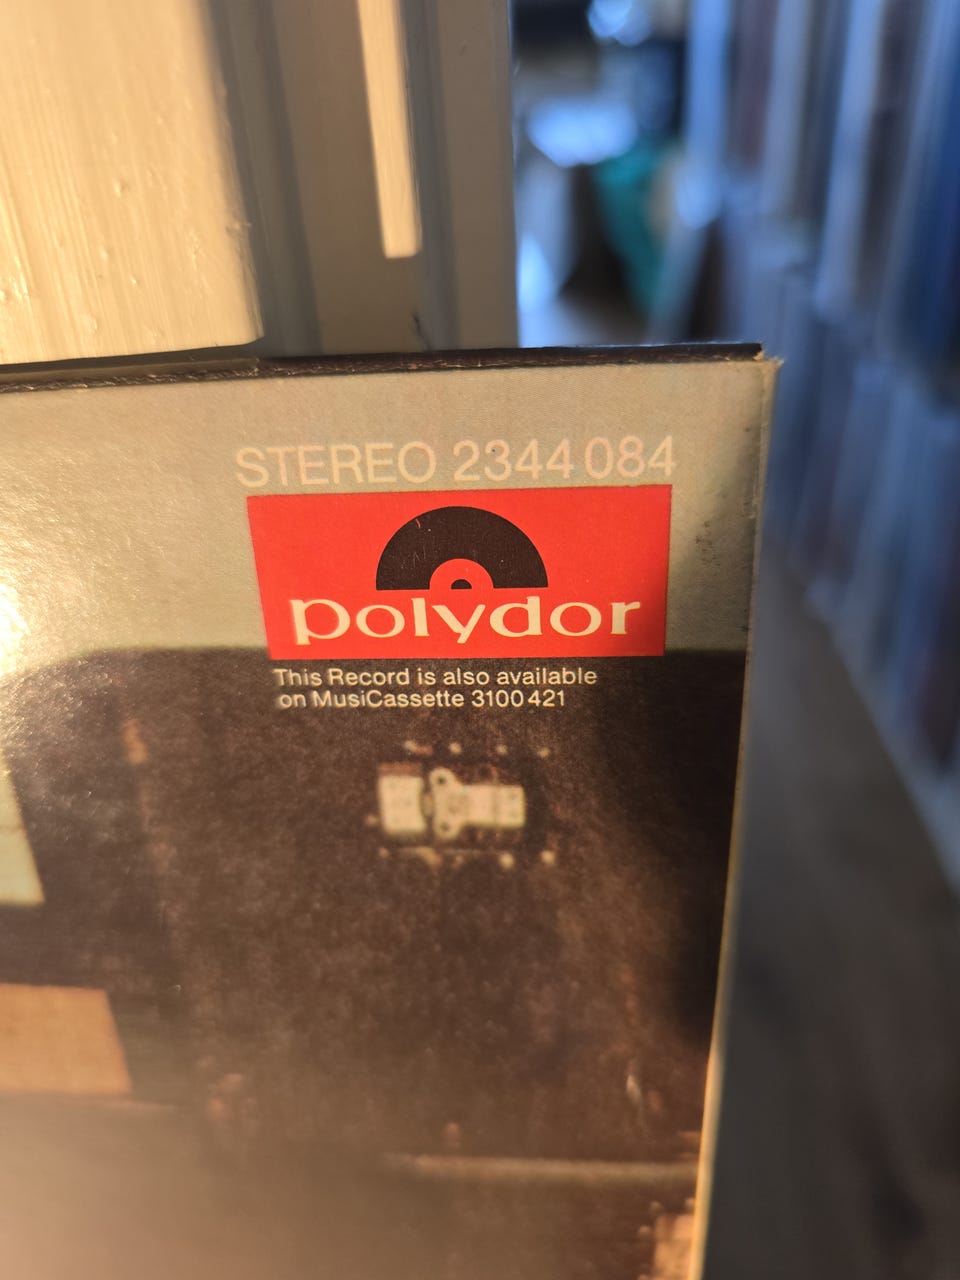 STEREO 2344 084
polydor
This Record is also available
on MusiCassette 3100 421